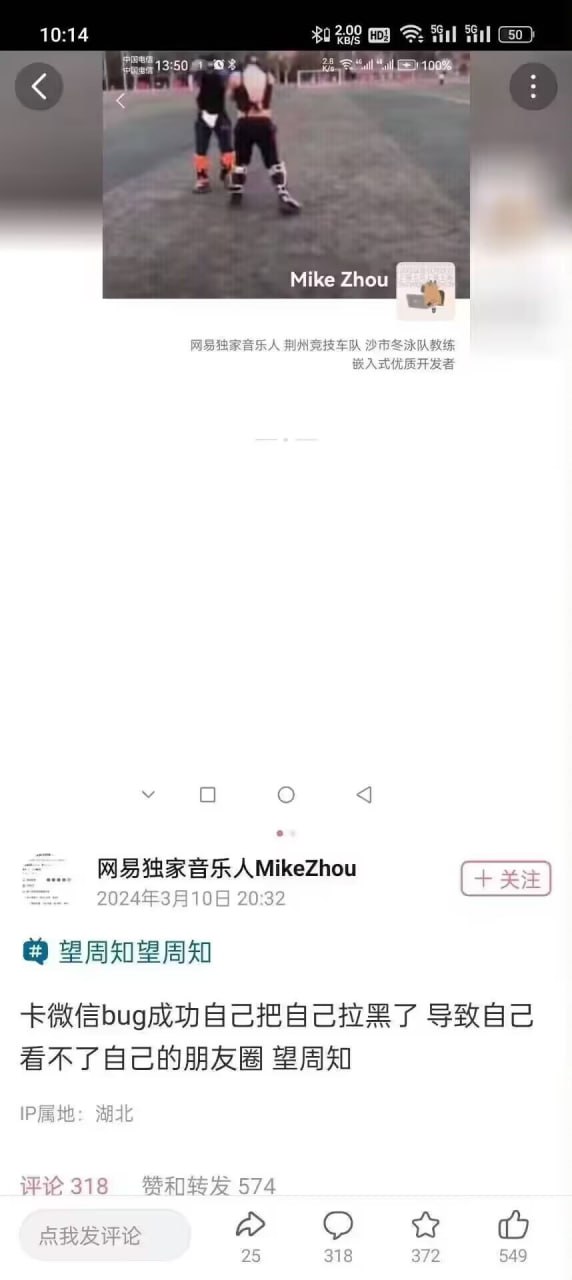 10:14
2.00
KB/S
HD2
5G
5G
50
中国电信
中国电信
13:50
1
2.8
K/s
4G
4G
100%
Mike Zhou
网易独家音乐人 荆州竞技车队 沙市冬泳队教练
嵌入式优质开发者
网易独家音乐人MikeZhou
2024年3月10日 20:32
+ 关注
# 望周知望周知
卡微信bug成功自己把自己拉黑了 导致自己
看不了自己的朋友圈 望周知
IP属地：湖北
评论 318 赞和转发 574
点我发评论
25
318
372
549